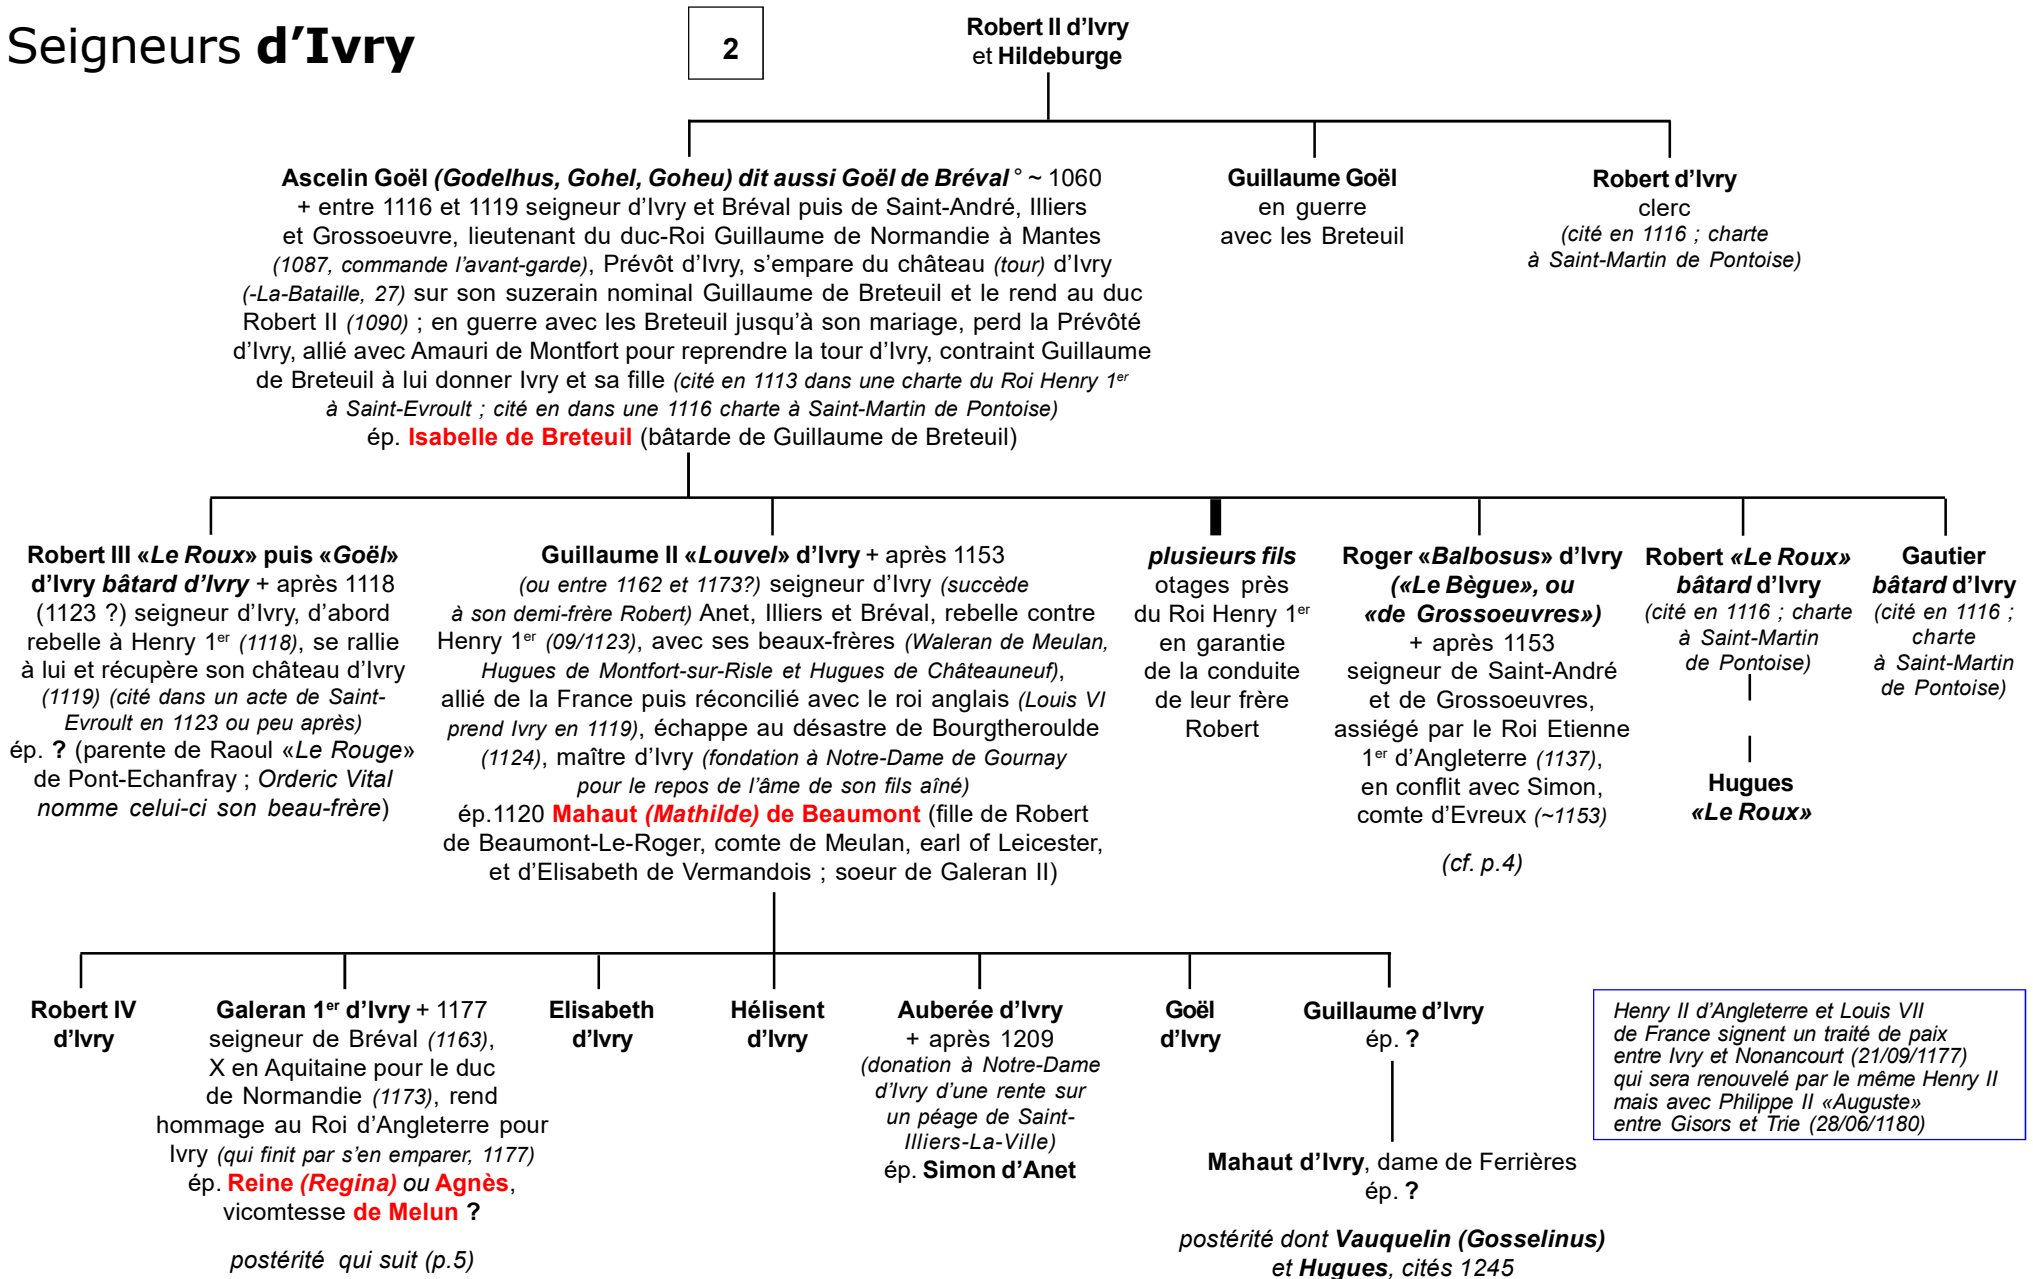 Seigneurs d'Ivry
2
Robert II d'Ivry
et Hildeburge
Ascelin Goël (Godelhus, Gohel, Goheu) dit aussi Goël de Bréval ° ~ 1060
+ entre 1116 et 1119 seigneur d'Ivry et Bréval puis de Saint-André, Illiers
et Grossoeuvre, lieutenant du duc-Roi Guillaume de Normandie à Mantes
(1087, commande l'avant-garde), Prévôt d'Ivry, s'empare du château (tour) d'Ivry
(-La-Bataille, 27) sur son suzerain nominal Guillaume de Breteuil et le rend au duc
Robert II (1090) ; en guerre avec les Breteuil jusqu'à son mariage, perd la Prévôté
d'Ivry, allié avec Amauri de Montfort pour reprendre la tour d'Ivry, contraint Guillaume
de Breteuil à lui donner Ivry et sa fille (cité en 1113 dans une charte du Roi Henry 1er
à Saint-Evroult ; cité en dans une 1116 charte à Saint-Martin de Pontoise)
ép. Isabelle de Breteuil (bâtarde de Guillaume de Breteuil)
Guillaume Goël
en guerre
avec les Breteuil
Robert d'Ivry
clerc
(cité en 1116 ; charte
à Saint-Martin de Pontoise)
Robert III «Le Roux» puis «Goël»
d'Ivry bâtard d'Ivry + après 1118
(1123 ?) seigneur d'Ivry, d'abord
rebelle à Henry 1er (1118), se rallie
à lui et récupère son château d'Ivry
(1119) (cité dans un acte de Saint-
Evroult en 1123 ou peu après)
ép. ? (parente de Raoul «Le Rouge»
de Pont-Echanfray ; Orderic Vital
nomme celui-ci son beau-frère)
Guillaume II «Louvel» d'Ivry + après 1153
(ou entre 1162 et 1173?) seigneur d'Ivry (succède
à son demi-frère Robert) Anet, Illiers et Bréval, rebelle contre
Henry 1er (09/1123), avec ses beaux-frères (Waleran de Meulan,
Hugues de Montfort-sur-Risle et Hugues de Châteauneuf),
allié de la France puis réconcilié avec le roi anglais (Louis VI
prend Ivry en 1119), échappe au désastre de Bourgtheroulde
(1124), maître d'Ivry (fondation à Notre-Dame de Gournay
pour le repos de l'âme de son fils aîné)
ép.1120 Mahaut (Mathilde) de Beaumont (fille de Robert
de Beaumont-Le-Roger, comte de Meulan, earl of Leicester,
et d'Elisabeth de Vermandois ; soeur de Galeran II)
plusieurs fils
otages près
du Roi Henry 1er
en garantie
de la conduite
de leur frère
Robert
Roger «Balbosus» d'Ivry
(«Le Bègue», ou
«de Grossoeuvres»)
+ après 1153
seigneur de Saint-André
et de Grossoeuvres,
assiégé par le Roi Etienne
1er d'Angleterre (1137),
en conflit avec Simon,
comte d'Evreux (~1153)
(cf. p.4)
Robert «Le Roux»
bâtard d'Ivry
(cité en 1116 ; charte
à Saint-Martin
de Pontoise)
Hugues
«Le Roux»
Gautier
bâtard d'Ivry
(cité en 1116 ;
charte
à Saint-Martin
de Pontoise)
Robert IV
d'Ivry
Galeran 1er d'Ivry + 1177
seigneur de Bréval (1163),
X en Aquitaine pour le duc
de Normandie (1173), rend
hommage au Roi d'Angleterre pour
Ivry (qui finit par s'en emparer, 1177)
ép. Reine (Regina) ou Agnès,
vicomtesse de Melun ?
postérité qui suit (p.5)
Elisabeth
d'Ivry
Hélisent
d'Ivry
Auberée d'Ivry
+ après 1209
(donation à Notre-Dame
d'Ivry d'une rente sur
un péage de Saint-
Illiers-La-Ville)
ép. Simon d'Anet
Goël
d'Ivry
Guillaume d'Ivry
ép. ?
Mahaut d'Ivry, dame de Ferrières
ép. ?
postérité dont Vauquelin (Gosselinus)
et Hugues, cités 1245
Henry II d'Angleterre et Louis VII
de France signent un traité de paix
entre Ivry et Nonancourt (21/09/1177)
qui sera renouvelé par le même Henry II
mais avec Philippe II «Auguste»
entre Gisors et Trie (28/06/1180)